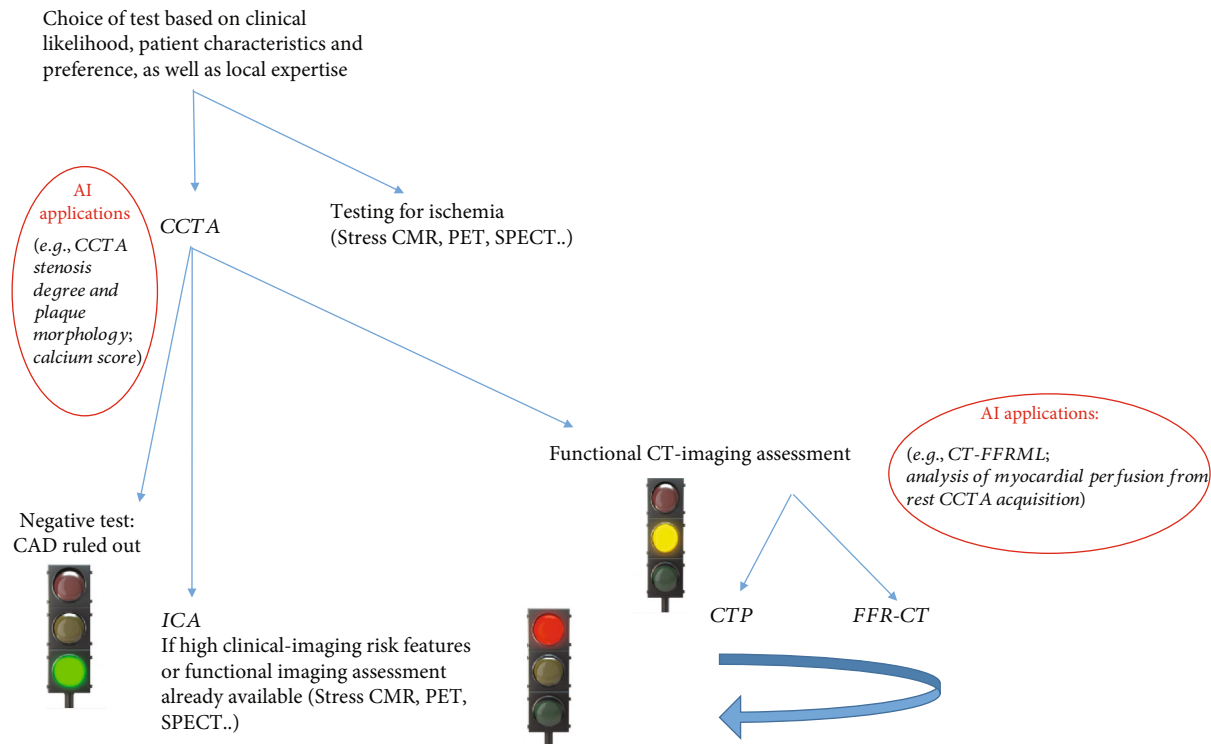 Choice of test based on clinical
likelihood, patient characteristics and
preference, as well as local expertise
AI
applications
(e.g., CCTA
stenosis
degree and
plaque
morphology;
calcium score)
CCTA
Testing for ischemia
(Stress CMR, PET, SPECT..)
Functional CT-imaging assessment
AI applications:
(e.g., CT-FFRML;
analysis of myocardial perfusion from
rest CCTA acquisition)
Negative test:
CAD ruled out
ICA
If high clinical-imaging risk features
or functional imaging assessment
already available (Stress CMR, PET,
SPECT..)
CTP
FFR-CT